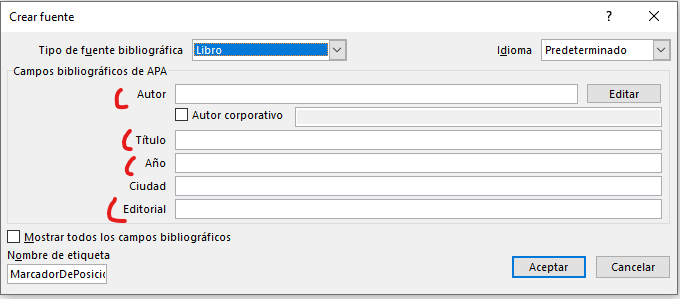 Crear fuente
Tipo de fuente bibliográfica Libro Idioma Predeterminado
Campos bibliográficos de APA
Autor Editar
Autor corporativo
Título
Año
Ciudad
Editorial
Mostrar todos los campos bibliográficos
Nombre de etiqueta
MarcadorDePosicic Aceptar Cancelar